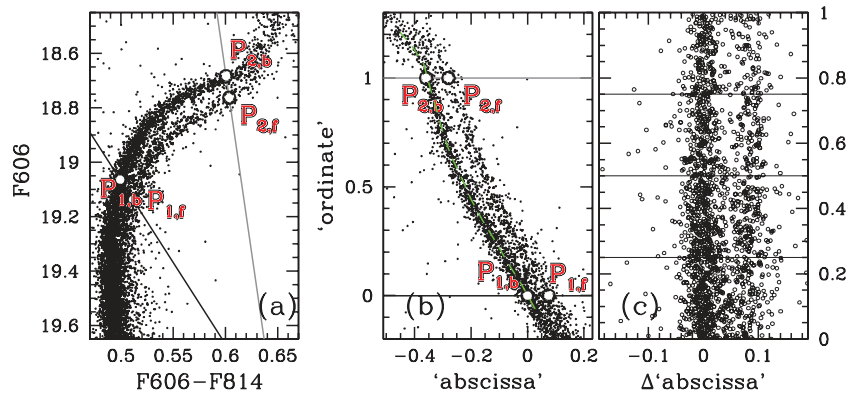 18.6
18.8
19
19.2
19.4
19.6
F606
0.5
0.55
0.6
0.65
F606−F814
P2,b
P2,f
P1,b
P1,f
(a)
1
0.5
0
'ordinate'
−0.4
−0.2
0
0.2
'abscissa'
P2,b
P2,f
P1,b
P1,f
(b)
−0.1
0
0.1
Δ'abscissa'
(c)
1
0.8
0.6
0.4
0.2
0